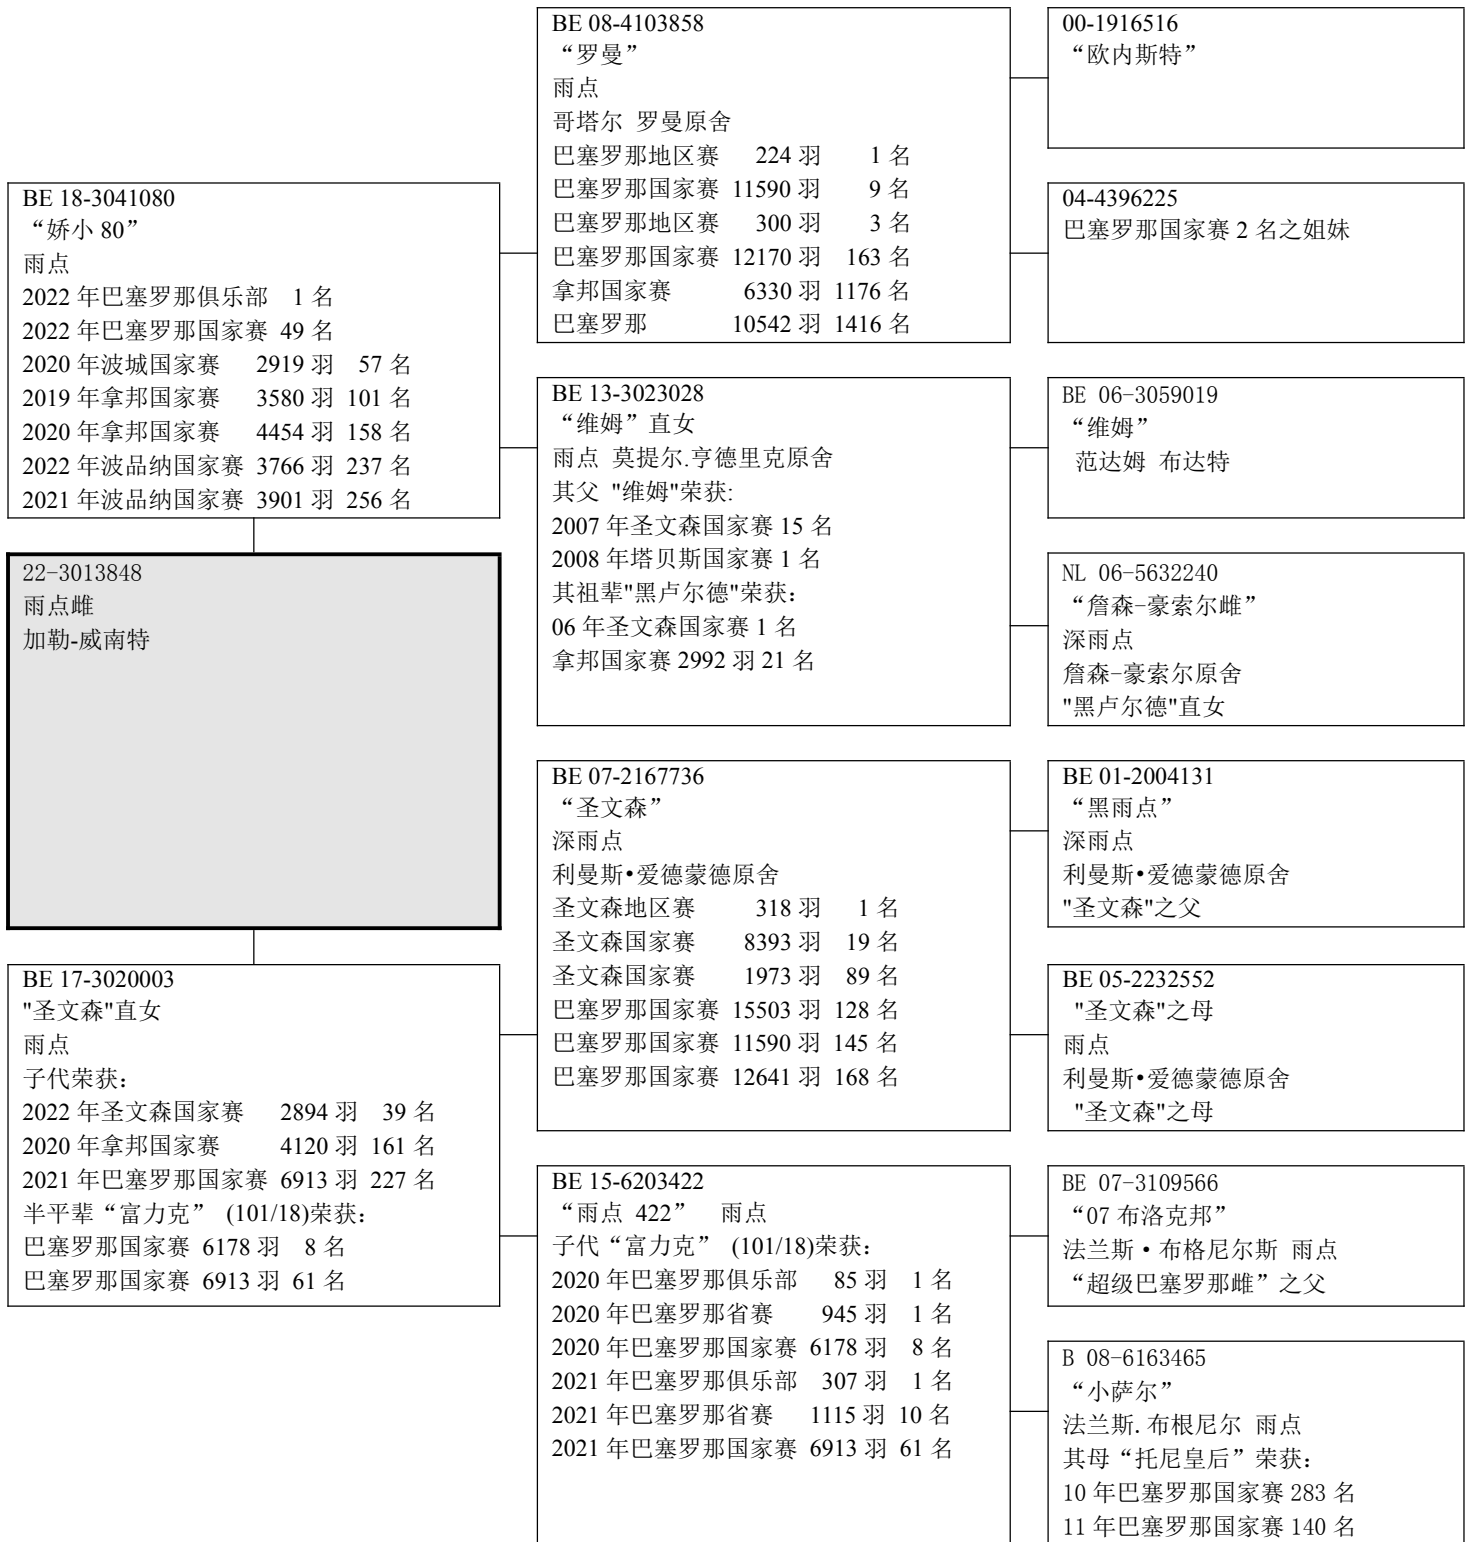 BE 18-3041080
“娇小 80”
雨点
2022 年巴塞罗那俱乐部 1 名
2022 年巴塞罗那国家赛 49 名
2020 年波城国家赛 2919 羽 57 名
2019 年拿邦国家赛 3580 羽 101 名
2020 年拿邦国家赛 4454 羽 158 名
2022 年波品纳国家赛 3766 羽 237 名
2021 年波品纳国家赛 3901 羽 256 名
22-3013848
雨点雌
加勒-威南特
BE 17-3020003
"圣文森"直女
雨点
子代荣获：
2022 年圣文森国家赛 2894 羽 39 名
2020 年拿邦国家赛 4120 羽 161 名
2021 年巴塞罗那国家赛 6913 羽 227 名
半平辈“富力克” (101/18)荣获：
巴塞罗那国家赛 6178 羽 8 名
巴塞罗那国家赛 6913 羽 61 名
BE 08-4103858
“罗曼”
雨点
哥塔尔 罗曼原舍
巴塞罗那地区赛 224 羽 1 名
巴塞罗那国家赛 11590 羽 9 名
巴塞罗那地区赛 300 羽 3 名
巴塞罗那国家赛 12170 羽 163 名
拿邦国家赛 6330 羽 1176 名
巴塞罗那 10542 羽 1416 名
BE 13-3023028
“维姆”直女
雨点 莫提尔.亨德里克原舍
其父 "维姆"荣获:
2007 年圣文森国家赛 15 名
2008 年塔贝斯国家赛 1 名
其祖辈"黑卢尔德"荣获：
06 年圣文森国家赛 1 名
拿邦国家赛 2992 羽 21 名
BE 07-2167736
“圣文森”
深雨点
利曼斯•爱德蒙德原舍
圣文森地区赛 318 羽 1 名
圣文森国家赛 8393 羽 19 名
圣文森国家赛 1973 羽 89 名
巴塞罗那国家赛 15503 羽 128 名
巴塞罗那国家赛 11590 羽 145 名
巴塞罗那国家赛 12641 羽 168 名
BE 15-6203422
“雨点 422” 雨点
子代“富力克” (101/18)荣获：
2020 年巴塞罗那俱乐部 85 羽 1 名
2020 年巴塞罗那省赛 945 羽 1 名
2020 年巴塞罗那国家赛 6178 羽 8 名
2021 年巴塞罗那俱乐部 307 羽 1 名
2021 年巴塞罗那省赛 1115 羽 10 名
2021 年巴塞罗那国家赛 6913 羽 61 名
00-1916516
“欧内斯特”
04-4396225
巴塞罗那国家赛 2 名之姐妹
BE 06-3059019
“维姆”
范达姆 布达特
NL 06-5632240
“詹森-豪索尔雌”
深雨点
詹森-豪索尔原舍
"黑卢尔德"直女
BE 01-2004131
“黑雨点”
深雨点
利曼斯•爱德蒙德原舍
"圣文森"之父
BE 05-2232552
"圣文森"之母
雨点
利曼斯•爱德蒙德原舍
"圣文森"之母
BE 07-3109566
“07 布洛克邦”
法兰斯·布格尼尔斯 雨点
“超级巴塞罗那雌”之父
B 08-6163465
“小萨尔”
法兰斯.布根尼尔 雨点
其母“托尼皇后”荣获：
10 年巴塞罗那国家赛 283 名
11 年巴塞罗那国家赛 140 名